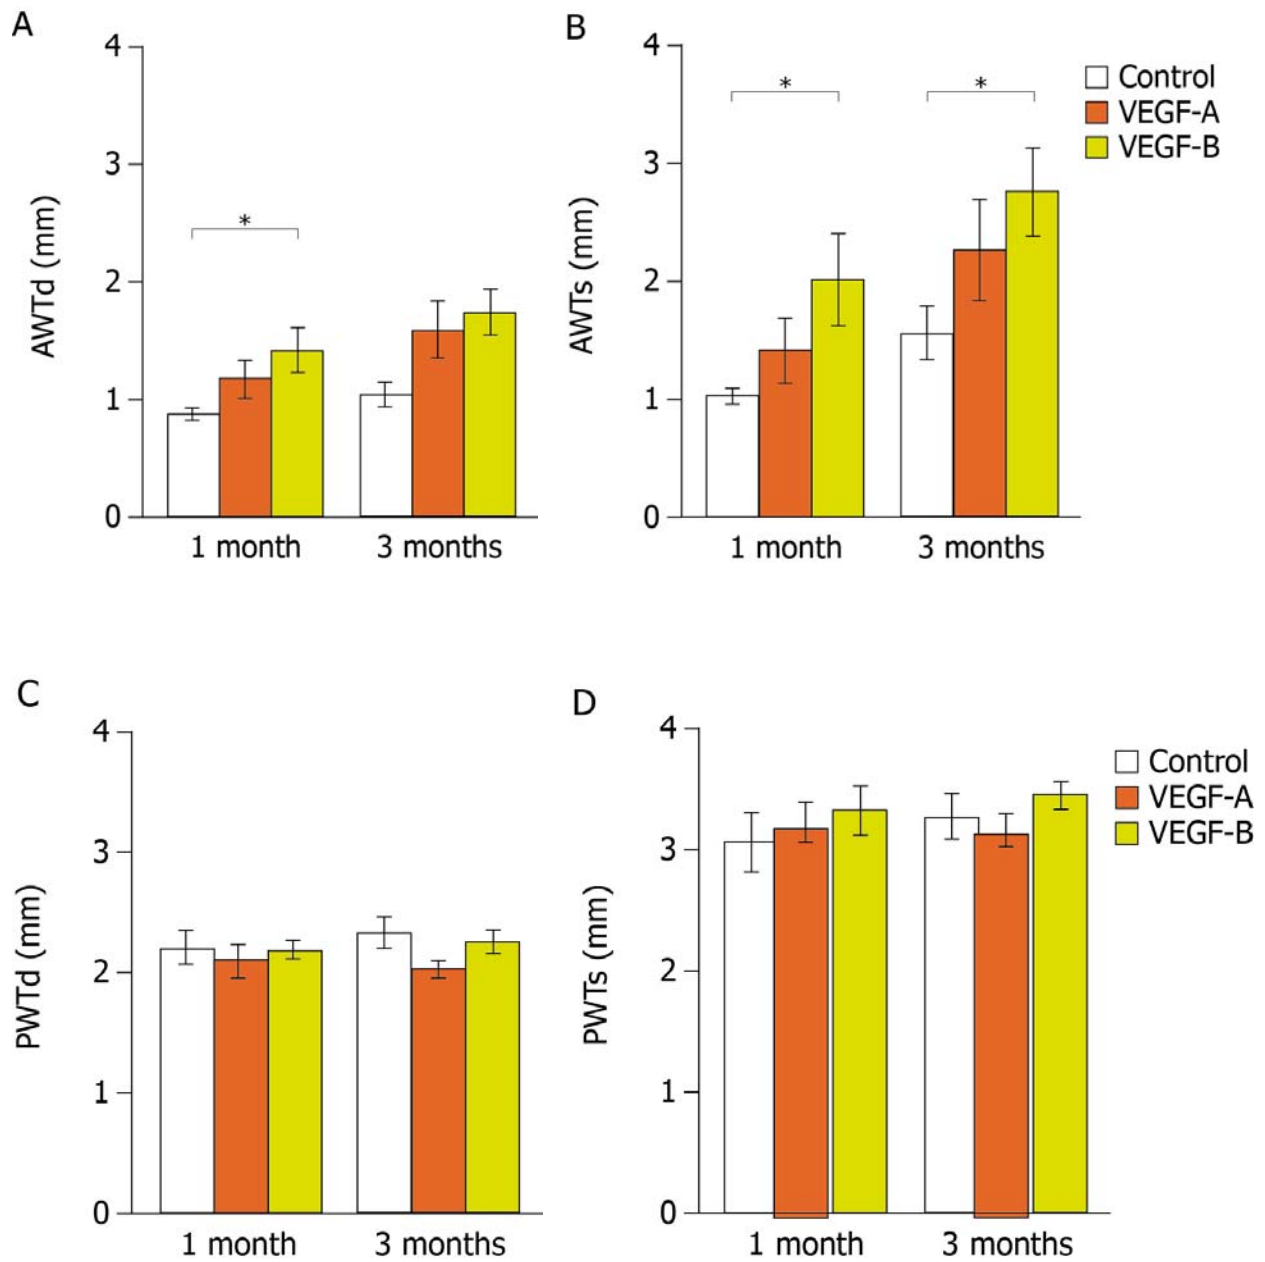 A
4
3
2
1
0
AWTd (mm)
*
1 month
3 months
B
4
3
2
1
0
AWTs (mm)
*
*
1 month
3 months
Control
VEGF-A
VEGF-B
C
4
3
2
1
0
PWTd (mm)
1 month
3 months
D
4
3
2
1
0
PWTs (mm)
1 month
3 months
Control
VEGF-A
VEGF-B